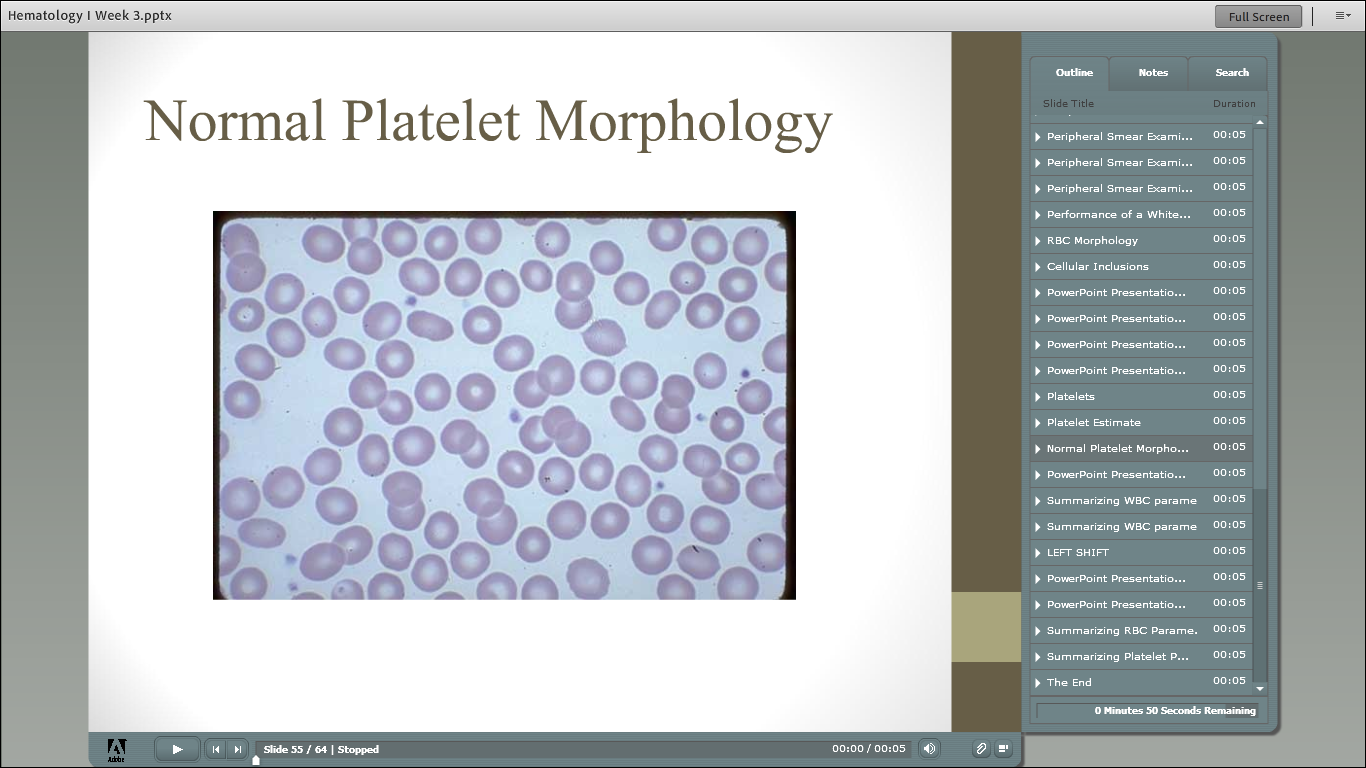 Hematology I Week 3.pptx
Full Screen
Normal Platelet Morphology
Outline Notes Search
Slide Title Duration
Peripheral Smear Exami... 00:05
Peripheral Smear Exami... 00:05
Peripheral Smear Exami... 00:05
Performance of a White... 00:05
RBC Morphology 00:05
Cellular Inclusions 00:05
PowerPoint Presentatio... 00:05
PowerPoint Presentatio... 00:05
PowerPoint Presentatio... 00:05
PowerPoint Presentatio... 00:05
Platelets 00:05
Platelet Estimate 00:05
Normal Platelet Morpho... 00:05
PowerPoint Presentatio... 00:05
Summarizing WBC parame 00:05
Summarizing WBC parame 00:05
LEFT SHIFT 00:05
PowerPoint Presentatio... 00:05
PowerPoint Presentatio... 00:05
Summarizing RBC Parame. 00:05
Summarizing Platelet P... 00:05
The End 00:05
0 Minutes 50 Seconds Remaining
Adobe
Slide 55 / 64 | Stopped
00:00 / 00:05